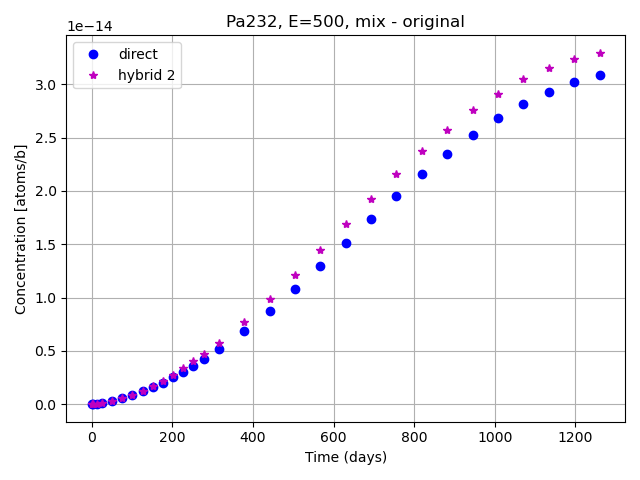 Pa232, E=500, mix - original
1e−14
direct
hybrid 2
3.0
2.5
2.0
1.5
1.0
0.5
0.0
Concentration [atoms/b]
0 200 400 600 800 1000 1200
Time (days)